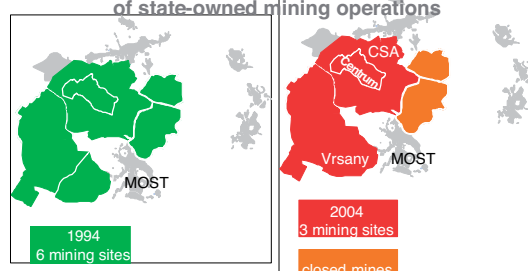 of state-owned mining operations
CSA
Centrum
Vrsany
MOST
MOST
1994
6 mining sites
2004
3 mining sites
closed mines